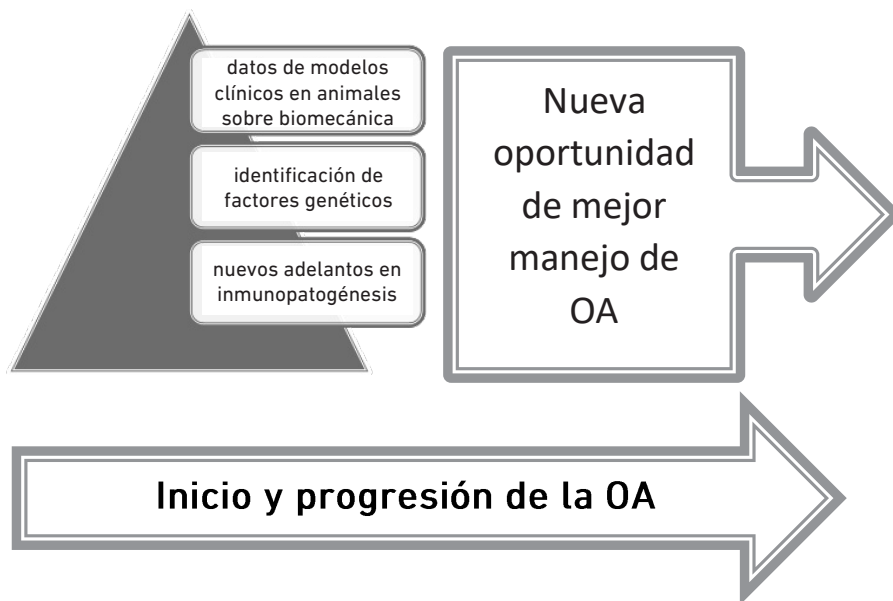 datos de modelos
clínicos en animales
sobre biomecánica
identificación de
factores genéticos
nuevos adelantos en
inmunopatogénesis
Nueva
oportunidad
de mejor
manejo de
OA
Inicio y progresión de la OA